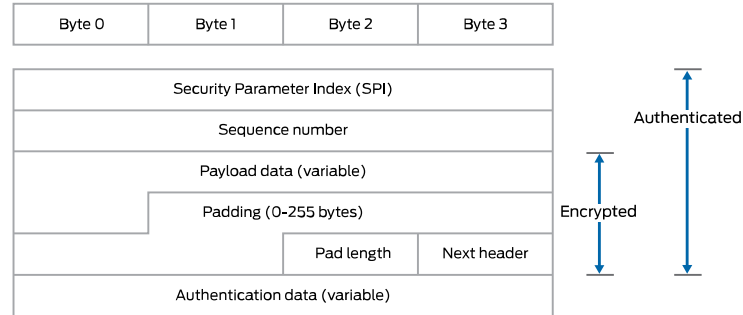 Byte 0 Byte 1 Byte 2 Byte 3
Security Parameter Index (SPI)
Authenticated
Sequence number
Payload data (variable)
Padding (0-255 bytes)
Encrypted
Pad length Next header
Authentication data (variable)